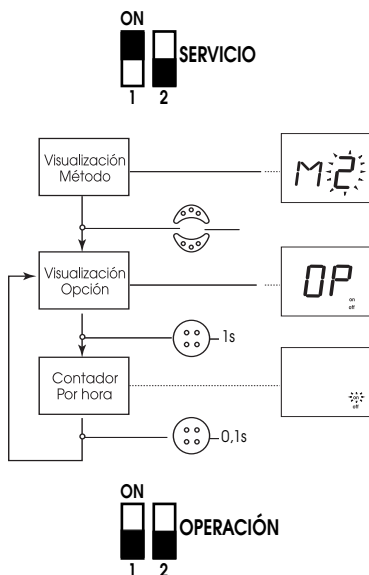 ON
SERVICIO
1 2
Visualización
Método
M2
Visualización
Opción
OP
on
off
1s
Contador
Por hora
on
off
0,1s
ON
OPERACIÓN
1 2